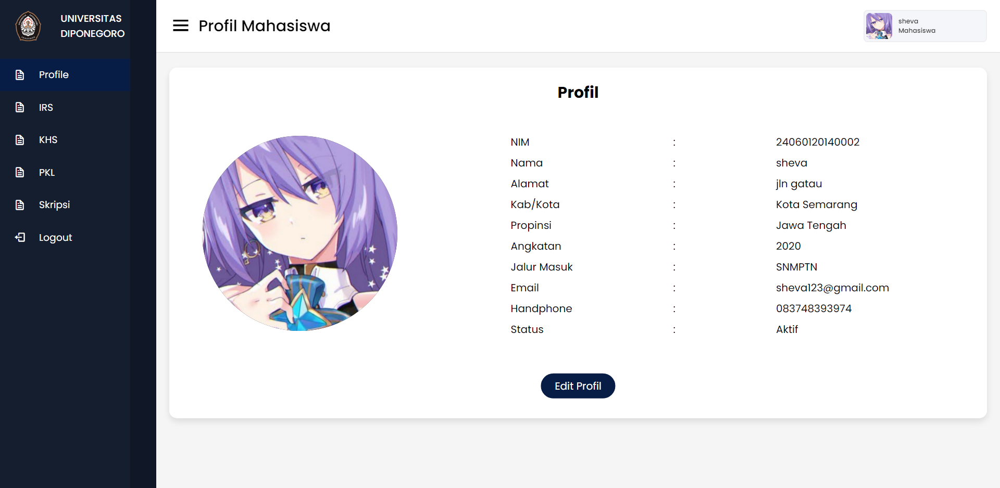 UNIVERSITAS
DIPONEGORO
Profile
IRS
KHS
PKL
Skripsi
Logout
Profil Mahasiswa
sheva
Mahasiswa
Profil
NIM : 24060120140002
Nama : sheva
Alamat : jln gatau
Kab/Kota : Kota Semarang
Propinsi : Jawa Tengah
Angkatan : 2020
Jalur Masuk : SNMPTN
Email : sheva123@gmail.com
Handphone : 083748393974
Status : Aktif
Edit Profil